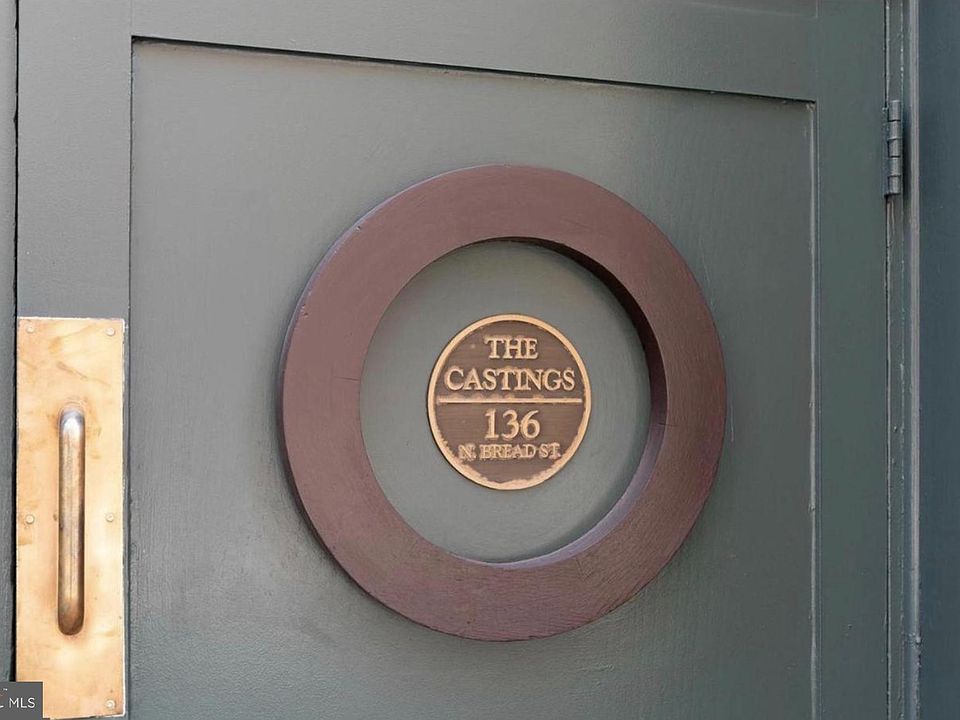 THE
CASTINGS
136
N. BREAD ST.
MLS